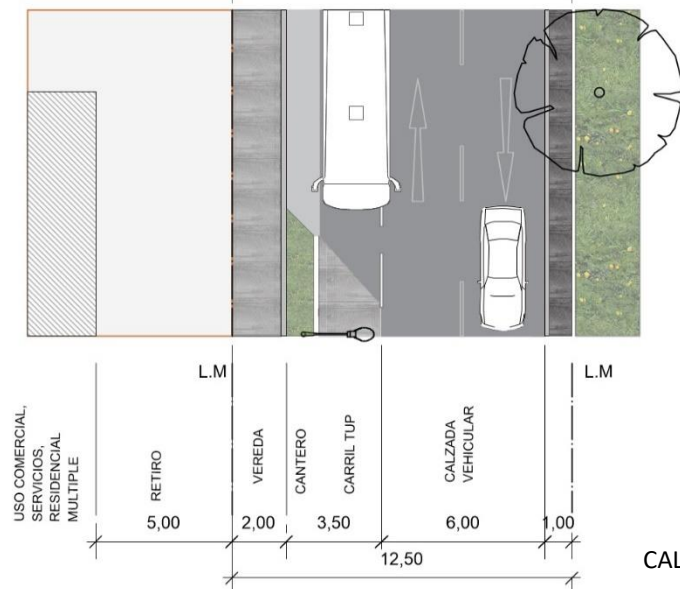 L.M
L.M
USO COMERCIAL,
SERVICIOS,
RESIDENCIAL
MULTIPLE
RETIRO
VEREDA
CANTERO
CARRIL TUP
CALZADA
VEHICULAR
5,00
2,00
3,50
6,00
1,00
12,50
CAL